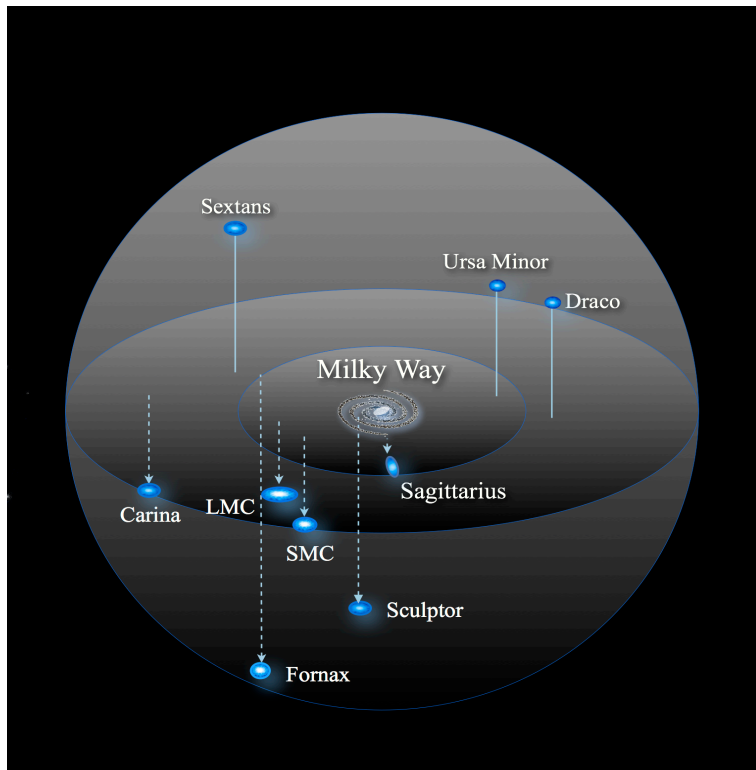 Sextans
Ursa Minor
Draco
Milky Way
Sagittarius
LMC
Carina
SMC
Sculptor
Fornax